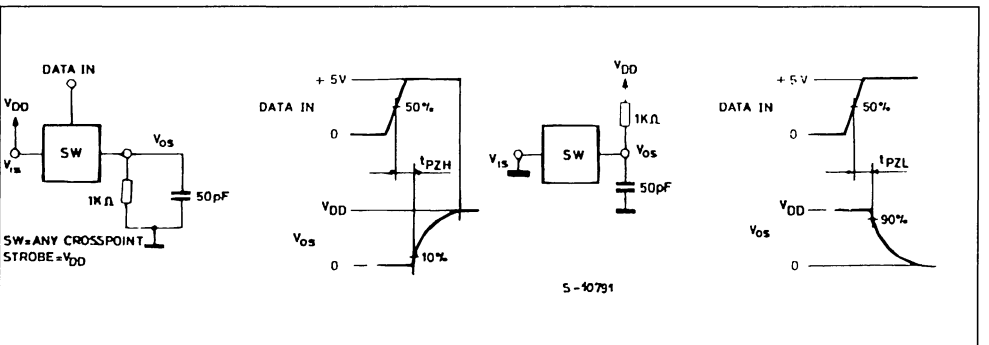 DATA IN
VDD
Vis
SW
Vos
1KΩ
50pF
SW=ANY CROSSPOINT
STROBE=VDD
+5V
DATA IN
50%
0
tPZH
VDD
Vos
10%
0
VDD
1KΩ
Vis
SW
Vos
50pF
S-10791
+5V
DATA IN
50%
0
tPZL
VDD
Vos
90%
0